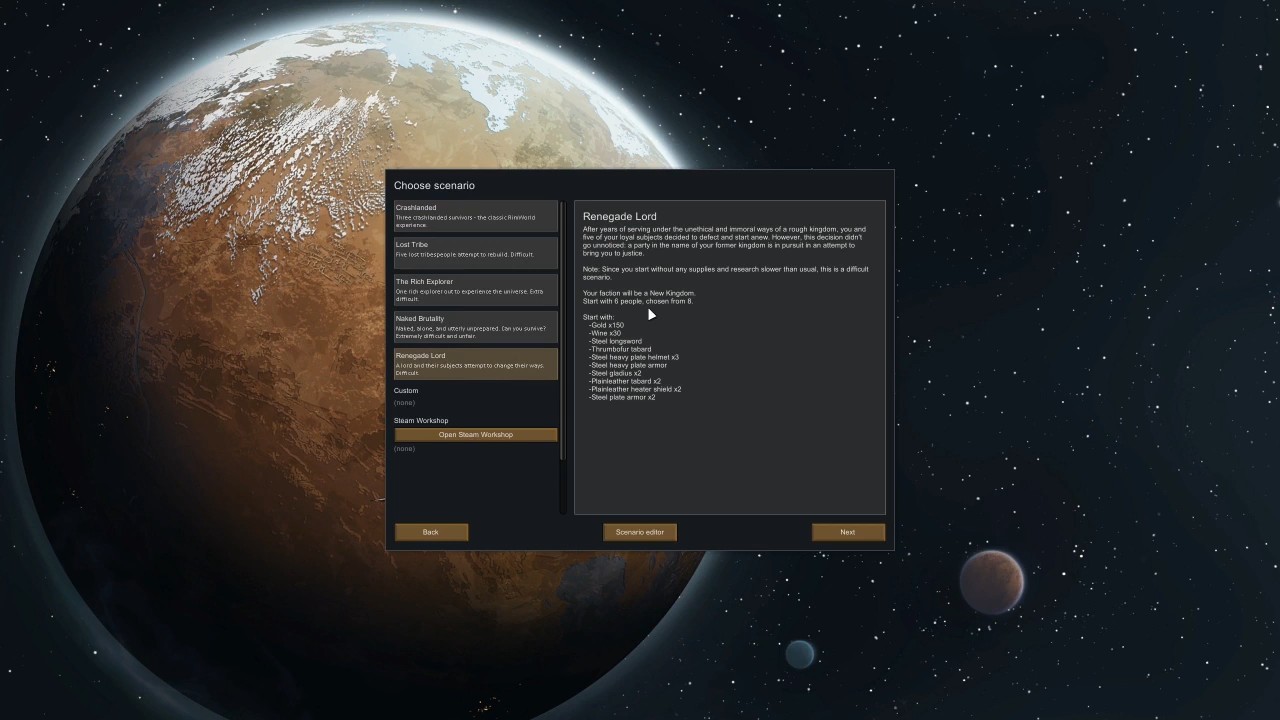 Choose scenario
Crashlanded
Three crashlanded survivors - the classic RimWorld
experience.
Lost Tribe
Five lost tribespeople attempt to rebuild. Difficult.
The Rich Explorer
One rich explorer out to experience the universe. Extra
difficult.
Naked Brutality
Naked, alone, and utterly unprepared. Can you survive?
Extremely difficult and unfair.
Renegade Lord
A lord and their subjects attempt to change their ways.
Difficult.
Custom
(none)
Steam Workshop
Open Steam Workshop
(none)
Renegade Lord
After years of serving under the unethical and immoral ways of a rough kingdom, you and
five of your loyal subjects decided to defect and start anew. However, this decision didn't
go unnoticed: a party in the name of your former kingdom is in pursuit in an attempt to
bring you to justice.
Note: Since you start without any supplies and research slower than usual, this is a difficult
scenario.
Your faction will be a New Kingdom.
Start with 6 people, chosen from 8.
Start with:
-Gold x150
-Wine x30
-Steel longsword
-Thrumbofur tabard
-Steel heavy plate helmet x3
-Steel heavy plate armor
-Steel gladius x2
-Plainleather tabard x2
-Plainleather heater shield x2
-Steel plate armor x2
Back
Scenario editor
Next